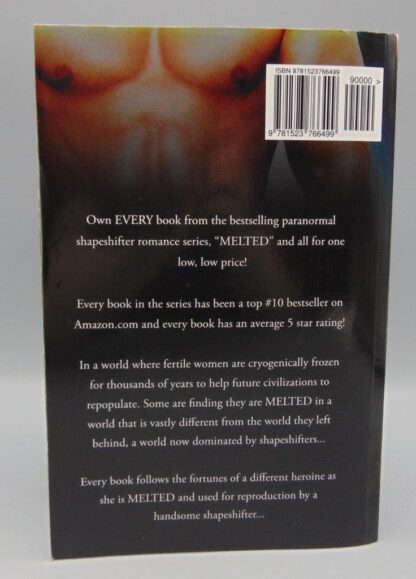 ISBN 9781523766499
90000 >
9 781523 766499
Own EVERY book from the bestselling paranormal
shapeshifter romance series, “MELTED” and all for one
low, low price!
Every book in the series has been a top #10 bestseller on
Amazon.com and every book has an average 5 star rating!
In a world where fertile women are cryogenically frozen
for thousands of years to help future civilizations to
repopulate. Some are finding they are MELTED in a
world that is vastly different from the world they left
behind, a world now dominated by shapeshifters...
Every book follows the fortunes of a different heroine as
she is MELTED and used for reproduction by a
handsome shapeshifter...